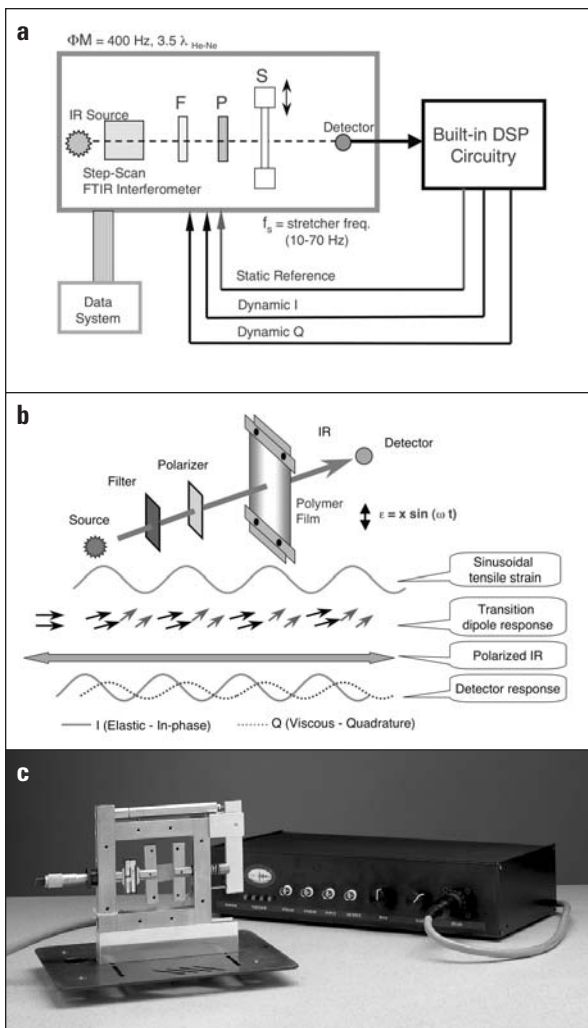 a
ΦM = 400 Hz, 3.5 λ He-Ne
S
F
P
IR Source
Detector
Step-Scan
FTIR Interferometer
Built-in DSP
Circuitry
fs = stretcher freq.
(10-70 Hz)
Static Reference
Dynamic I
Dynamic Q
Data
System
b
IR
Detector
Polarizer
Filter
Polymer
Film
ε = x sin (ω t)
Source
Sinusoidal
tensile strain
Transition
dipole response
Polarized IR
Detector response
I (Elastic - In-phase)
Q (Viscous - Quadrature)
c